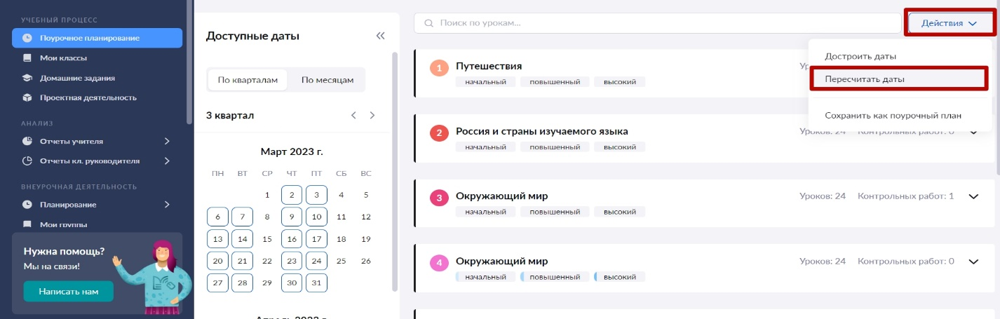 УЧЕБНЫЙ ПРОЦЕСС
Поурочное планирование
Мои классы
Домашние задания
Проектная деятельность
АНАЛИЗ
Отчеты учителя
Отчеты кл. руководителя
ВНЕУРОЧНАЯ ДЕЯТЕЛЬНОСТЬ
Планирование
Мои группы
Нужна помощь?
Мы на связи!
Написать нам
Доступные даты
По кварталам По месяцам
3 квартал
Март 2023 г.
ПН ВТ СР ЧТ ПТ СБ ВС
1 2 3 4 5
6 7 8 9 10 11 12
13 14 15 16 17 18 19
20 21 22 23 24 25 26
27 28 29 30 31
Апрель 2023 г.
Поиск по урокам...
Действия
Достроить даты
Пересчитать даты
Сохранить как поурочный план
1 Путешествия
начальный повышенный высокий
2 Россия и страны изучаемого языка Уроков: 24 Контрольных работ: 0
начальный повышенный высокий
3 Окружающий мир Уроков: 24 Контрольных работ: 1
начальный повышенный высокий
4 Окружающий мир Уроков: 24 Контрольных работ: 0
начальный повышенный высокий